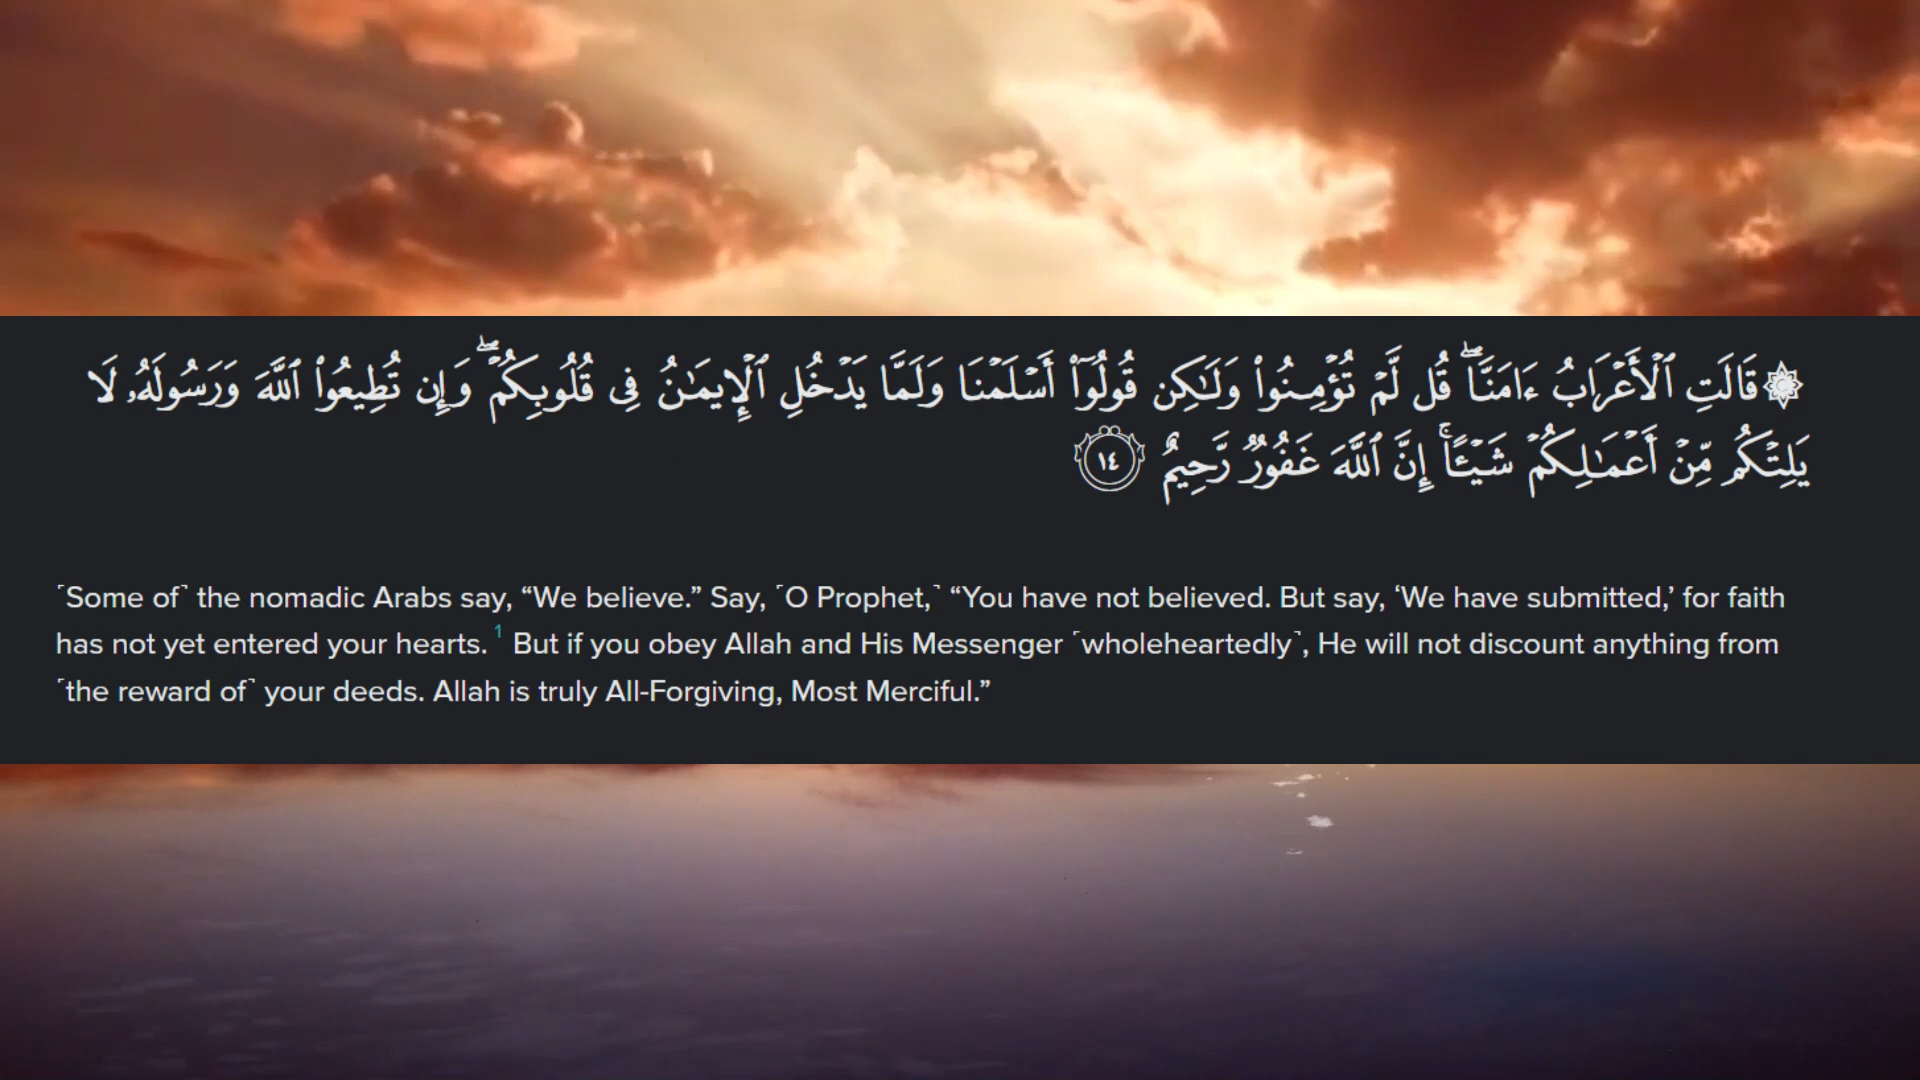 ۞ قَالَتِ ٱلْأَعْرَابُ ءَامَنَّا ۖ قُل لَّمْ تُؤْمِنُوا۟ وَلَـٰكِن قُولُوٓا۟ أَسْلَمْنَا وَلَمَّا يَدْخُلِ ٱلْإِيمَـٰنُ فِى قُلُوبِكُمْ ۖ وَإِن تُطِيعُوا۟ ٱللَّهَ وَرَسُولَهُۥ لَا
يَلِتْكُم مِّنْ أَعْمَـٰلِكُمْ شَيْـًٔا ۚ إِنَّ ٱللَّهَ غَفُورٌ رَّحِيمٌ ١٤
˹Some of˺ the nomadic Arabs say, “We believe.” Say, ˹O Prophet,˺ “You have not believed. But say, ‘We have submitted,’ for faith
has not yet entered your hearts. 1 But if you obey Allah and His Messenger ˹wholeheartedly˺, He will not discount anything from
˹the reward of˺ your deeds. Allah is truly All-Forgiving, Most Merciful.”